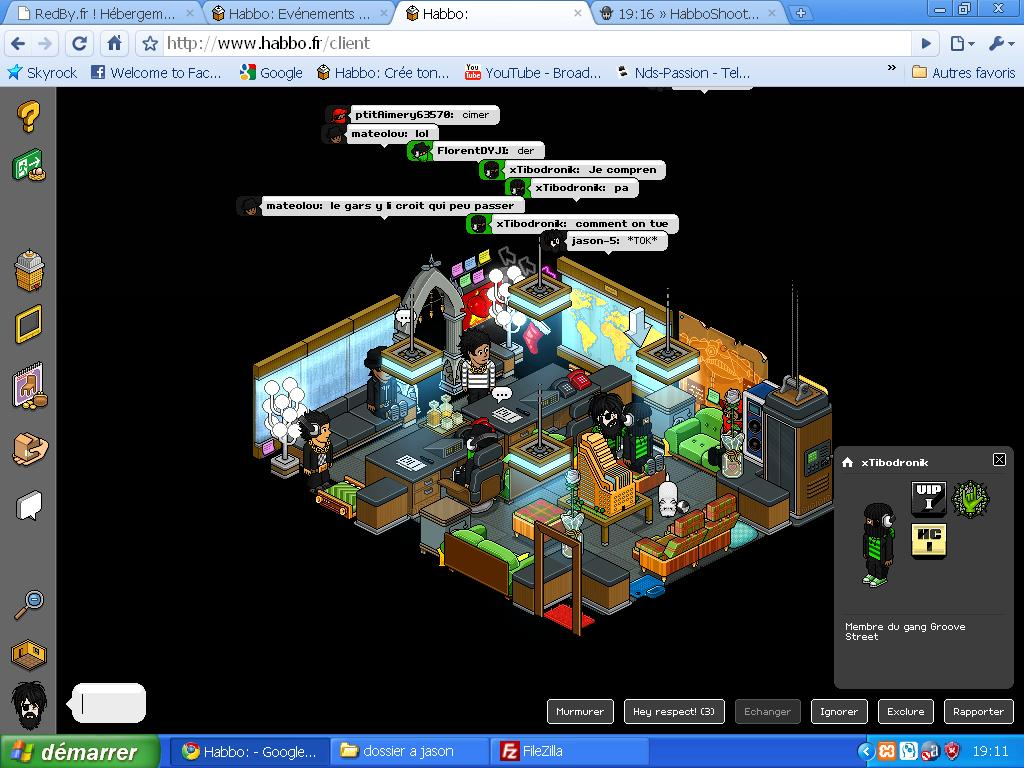 RedBy.fr ! Hébergem...
Habbo: Evénements ...
Habbo:
19:16 » HabboShoot...
http://www.habbo.fr/client
Skyrock
Welcome to Fac...
Google
Habbo: Crée ton...
YouTube - Broad...
Nds-Passion - Tel...
»
Autres favoris
ptitAimery63570: cimer
mateolou: lol
FlorentDYJI: der
xTibodronik: Je compren
xTibodronik: pa
mateolou: le gars y li croit qui peu passer
xTibodronik: comment on tue
jason-5: *TOK*
xTibodronik
VIP I
HC I
Membre du gang Groove
Street
Murmurer
Hey respect! (3)
Echanger
Ignorer
Exclure
Rapporter
démarrer
Habbo: - Google...
dossier a jason
FileZilla
19:11